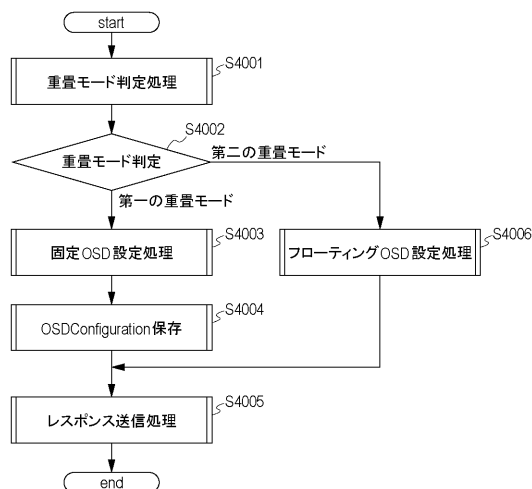 start
重畳モード判定処理
S4001
S4002
重畳モード判定
第二の重畳モード
第一の重畳モード
固定OSD設定処理
S4003
フローティングOSD設定処理
S4006
OSDConfiguration保存
S4004
レスポンス送信処理
S4005
end